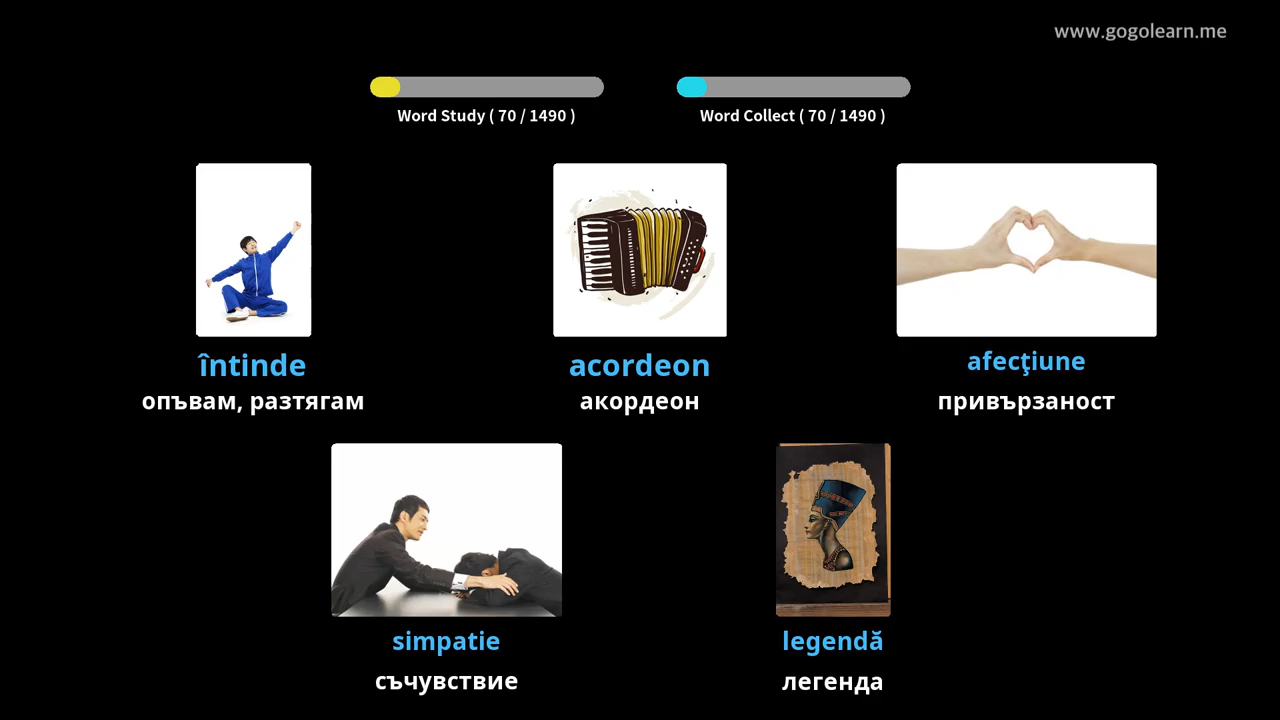 www.gogolearn.me
Word Study ( 70 / 1490 )
Word Collect ( 70 / 1490 )
întinde
acordeon
afecţiune
опъвам, разтягам
акордеон
привързаност
simpatie
legendă
съчувствие
легенда